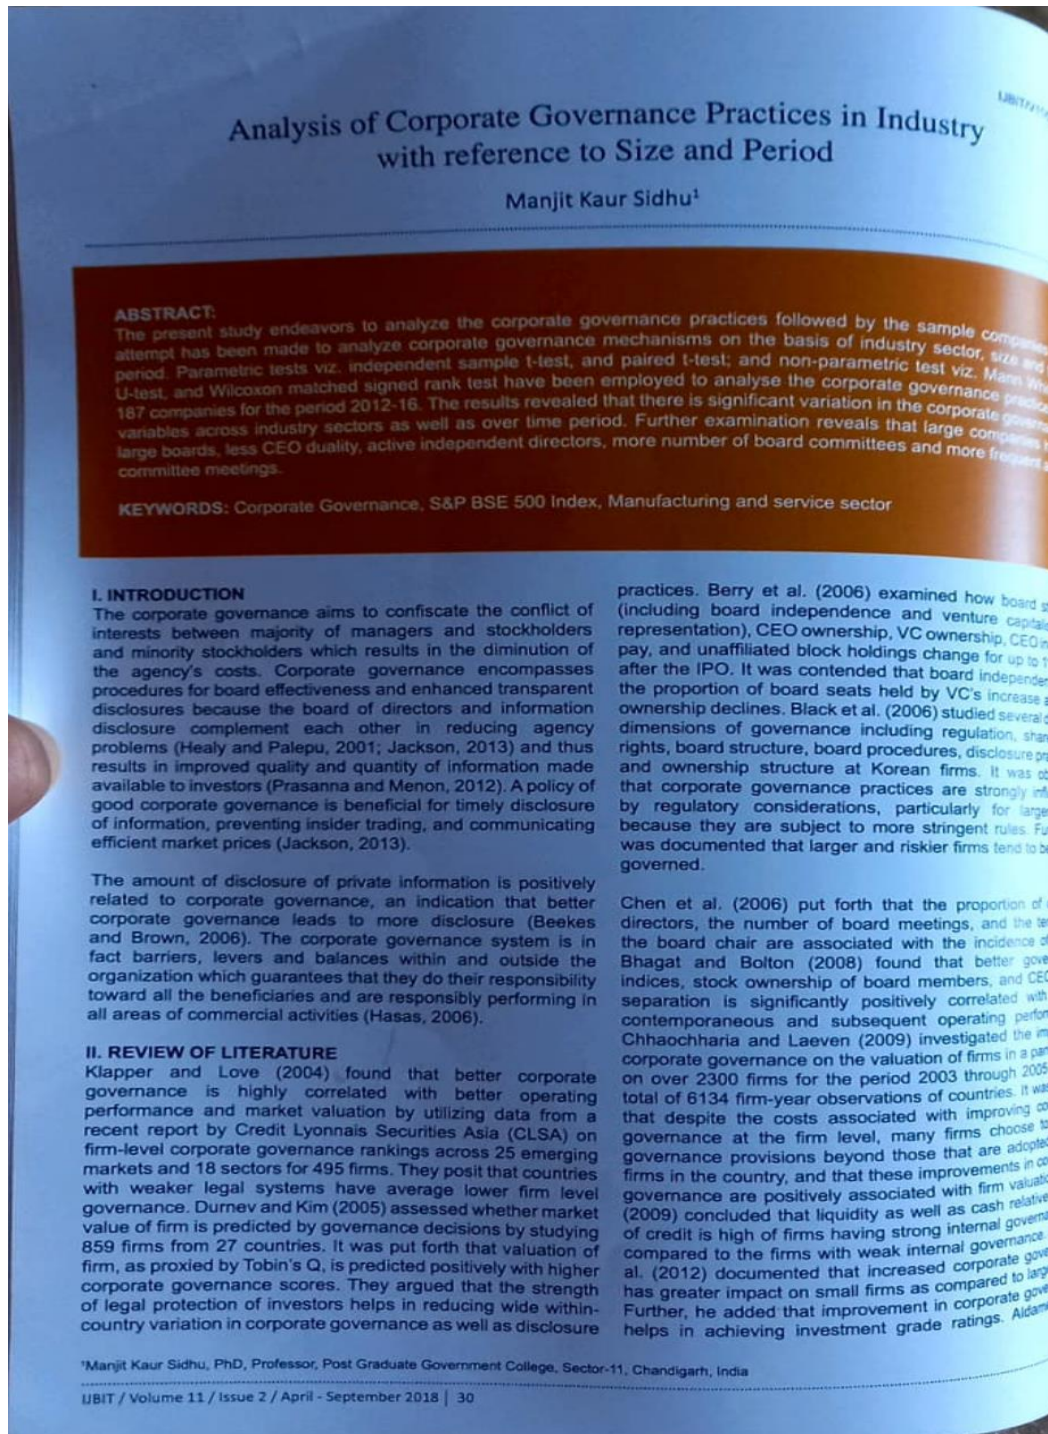 Analysis of Corporate Governance Practices in Industry
with reference to Size and Period
Manjit Kaur Sidhu¹
ABSTRACT:
The present study endeavors to analyze the corporate governance practices followed by the sample companies
attempt has been made to analyze corporate governance mechanisms on the basis of industry sector, size and
period. Parametric tests viz. independent sample t-test, and paired t-test; and non-parametric test viz. Mann
U-test, and Wilcoxon matched signed rank test have been employed to analyse the corporate governance
187 companies for the period 2012-16. The results revealed that there is significant variation in the corporate
variables across industry sectors as well as over time period. Further examination reveals that large companies
large boards, less CEO duality, active independent directors, more number of board committees and more frequent
committee meetings.
KEYWORDS: Corporate Governance, S&P BSE 500 Index, Manufacturing and service sector
I. INTRODUCTION
The corporate governance aims to confiscate the conflict of
interests between majority of managers and stockholders
and minority stockholders which results in the diminution of
the agency's costs. Corporate governance encompasses
procedures for board effectiveness and enhanced transparent
disclosures because the board of directors and information
disclosure complement each other in reducing agency
problems (Healy and Palepu, 2001; Jackson, 2013) and thus
results in improved quality and quantity of information made
available to investors (Prasanna and Menon, 2012). A policy of
good corporate governance is beneficial for timely disclosure
of information, preventing insider trading, and communicating
efficient market prices (Jackson, 2013).
The amount of disclosure of private information is positively
related to corporate governance, an indication that better
corporate governance leads to more disclosure (Beekes
and Brown, 2006). The corporate governance system is in
fact barriers, levers and balances within and outside the
organization which guarantees that they do their responsibility
toward all the beneficiaries and are responsibly performing in
all areas of commercial activities (Hasas, 2006).
II. REVIEW OF LITERATURE
Klapper and Love (2004) found that better corporate
governance is highly correlated with better operating
performance and market valuation by utilizing data from a
recent report by Credit Lyonnais Securities Asia (CLSA) on
firm-level corporate governance rankings across 25 emerging
markets and 18 sectors for 495 firms. They posit that countries
with weaker legal systems have average lower firm level
governance. Durnev and Kim (2005) assessed whether market
value of firm is predicted by governance decisions by studying
859 firms from 27 countries. It was put forth that valuation of
firm, as proxied by Tobin's Q, is predicted positively with higher
corporate governance scores. They argued that the strength
of legal protection of investors helps in reducing wide within-
country variation in corporate governance as well as disclosure
practices. Berry et al. (2006) examined how board
(including board independence and venture
representation), CEO ownership, VC ownership, CEO
pay, and unaffiliated block holdings change for up to
after the IPO. It was contended that board
the proportion of board seats held by VC's increase
ownership declines. Black et al. (2006) studied several
dimensions of governance including regulation,
rights, board structure, board procedures, disclosure
and ownership structure at Korean firms. It was
that corporate governance practices are strongly
by regulatory considerations, particularly for
because they are subject to more stringent rules.
was documented that larger and riskier firms tend to
governed.
Chen et al. (2006) put forth that the proportion of
directors, the number of board meetings, and the
the board chair are associated with the incidence
Bhagat and Bolton (2008) found that better
indices, stock ownership of board members, and
separation is significantly positively correlated with
contemporaneous and subsequent operating
Chhaochharia and Laeven (2009) investigated the
corporate governance on the valuation of firms in a
on over 2300 firms for the period 2003 through 2005
total of 6134 firm-year observations of countries. It was
that despite the costs associated with improving
governance at the firm level, many firms choose to
governance provisions beyond those that are adopted
firms in the country, and that these improvements in
governance are positively associated with firm
(2009) concluded that liquidity as well as cash relative
of credit is high of firms having strong internal
compared to the firms with weak internal governance.
al. (2012) documented that increased corporate
has greater impact on small firms as compared to
Further, he added that improvement in corporate
helps in achieving investment grade ratings.
¹Manjit Kaur Sidhu, PhD, Professor, Post Graduate Government College, Sector-11, Chandigarh, India
IJBIT / Volume 11 / Issue 2 / April - September 2018 | 30